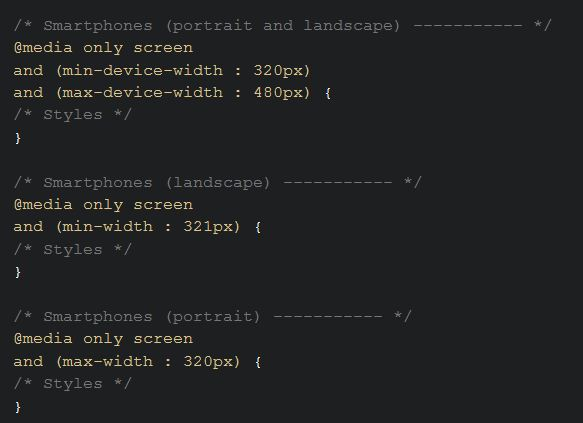 /* Smartphones (portrait and landscape) ----------- */
@media only screen
and (min-device-width : 320px)
and (max-device-width : 480px) {
/* Styles */
}
/* Smartphones (landscape) ----------- */
@media only screen
and (min-width : 321px) {
/* Styles */
}
/* Smartphones (portrait) ----------- */
@media only screen
and (max-width : 320px) {
/* Styles */
}